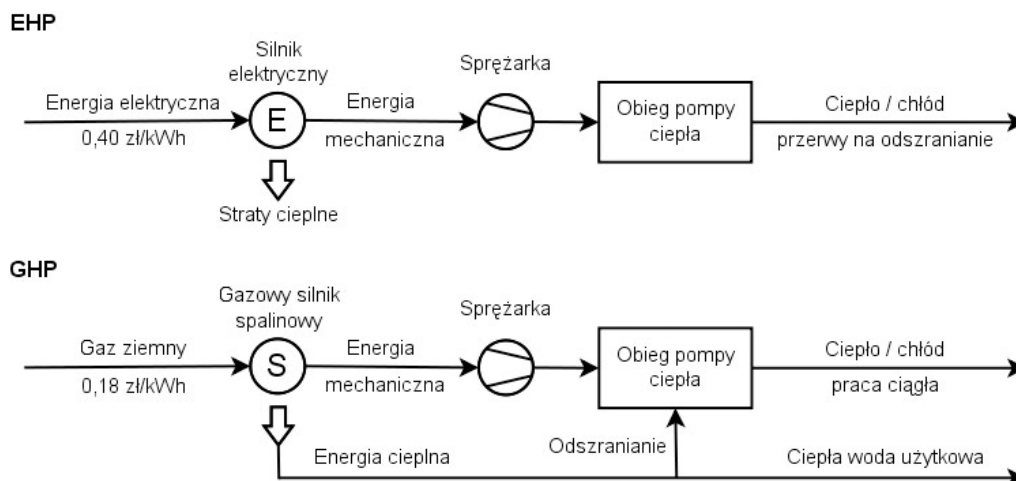 EHP
Silnik
elektryczny
Sprężarka
Energia elektryczna
0,40 zł/kWh
E
Energia
mechaniczna
Obieg pompy
ciepła
Ciepło / chłód
przerwy na odszranianie
Straty cieplne
GHP
Gazowy silnik
spalinowy
Sprężarka
Gaz ziemny
0,18 zł/kWh
S
Energia
mechaniczna
Obieg pompy
ciepła
Ciepło / chłód
praca ciągła
Odszranianie
Energia cieplna
Ciepła woda użytkowa